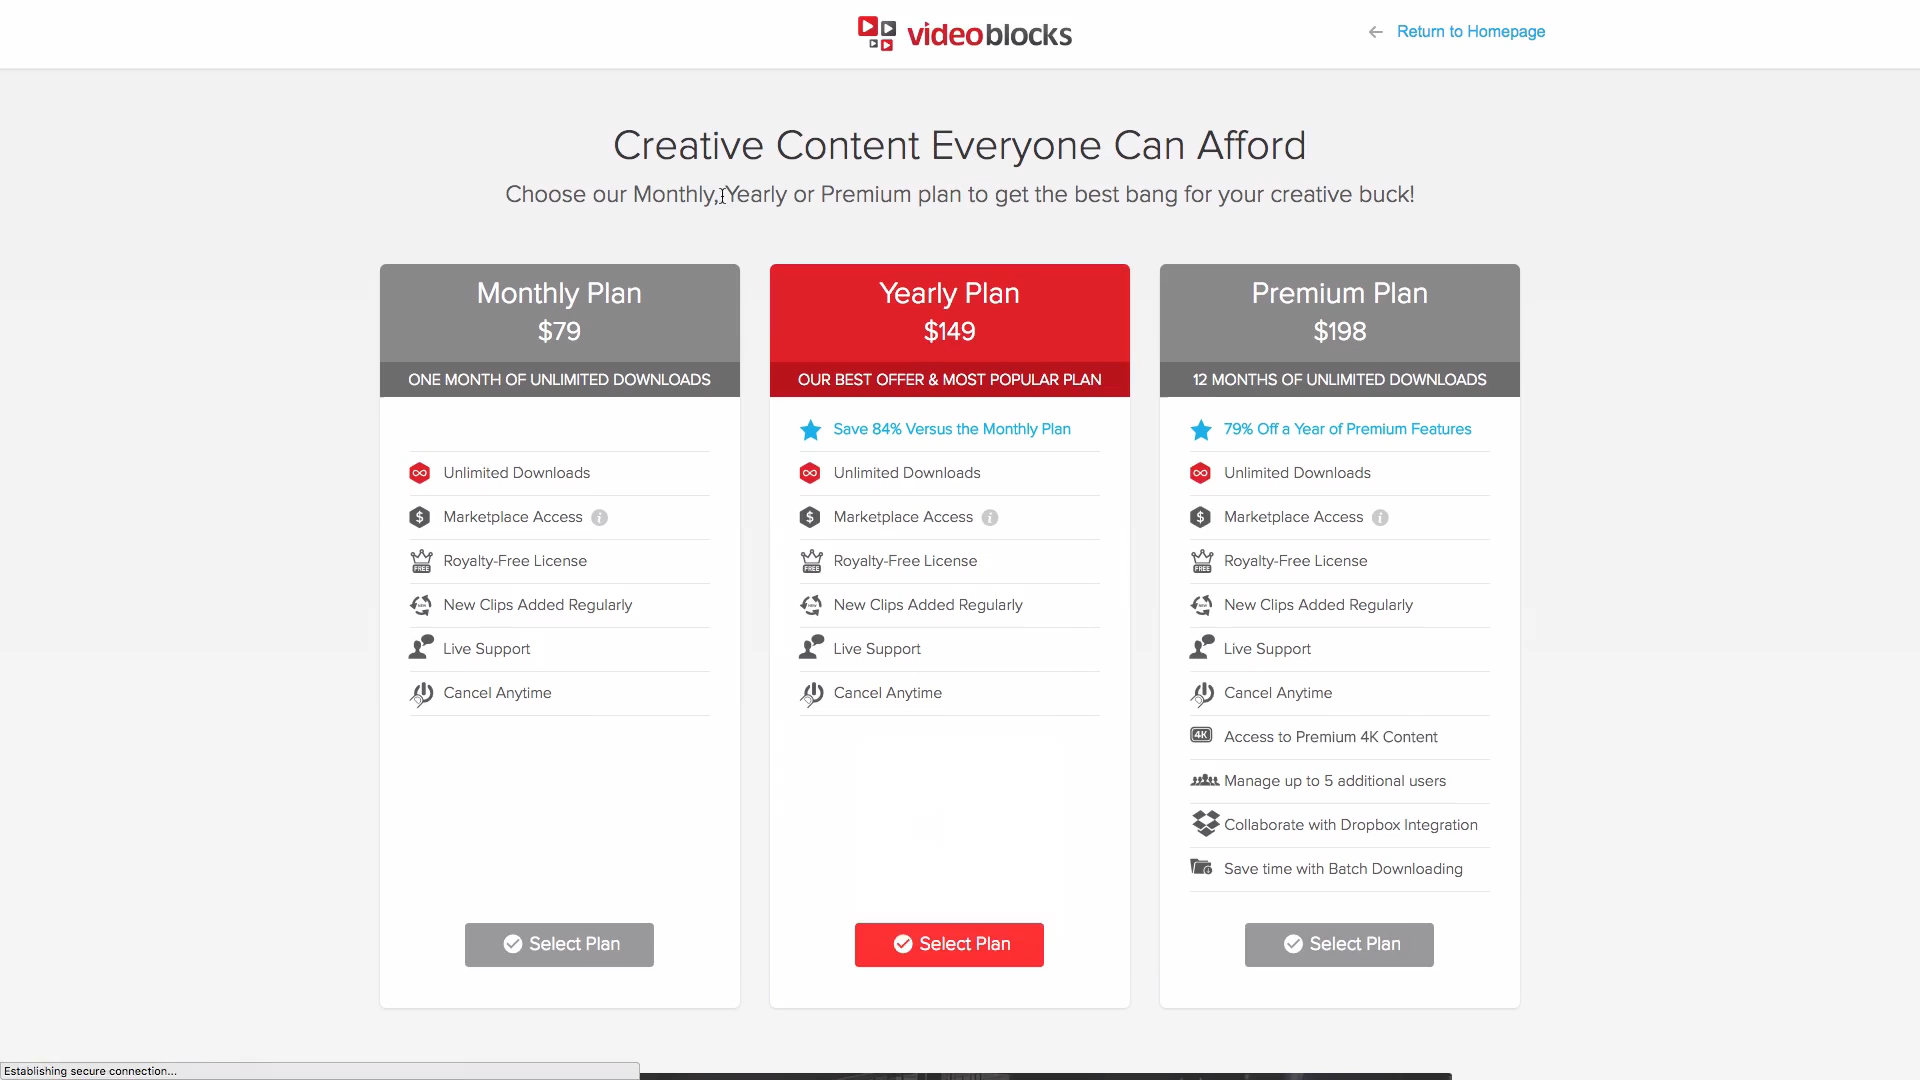 videoblocks
Return to Homepage
Creative Content Everyone Can Afford
Choose our Monthly, Yearly or Premium plan to get the best bang for your creative buck!
Monthly Plan
$79
ONE MONTH OF UNLIMITED DOWNLOADS
Unlimited Downloads
Marketplace Access
Royalty-Free License
New Clips Added Regularly
Live Support
Cancel Anytime
Select Plan
Yearly Plan
$149
OUR BEST OFFER & MOST POPULAR PLAN
Save 84% Versus the Monthly Plan
Unlimited Downloads
Marketplace Access
Royalty-Free License
New Clips Added Regularly
Live Support
Cancel Anytime
Select Plan
Premium Plan
$198
12 MONTHS OF UNLIMITED DOWNLOADS
79% Off a Year of Premium Features
Unlimited Downloads
Marketplace Access
Royalty-Free License
New Clips Added Regularly
Live Support
Cancel Anytime
4K Access to Premium 4K Content
Manage up to 5 additional users
Collaborate with Dropbox Integration
Save time with Batch Downloading
Select Plan
Establishing secure connection...